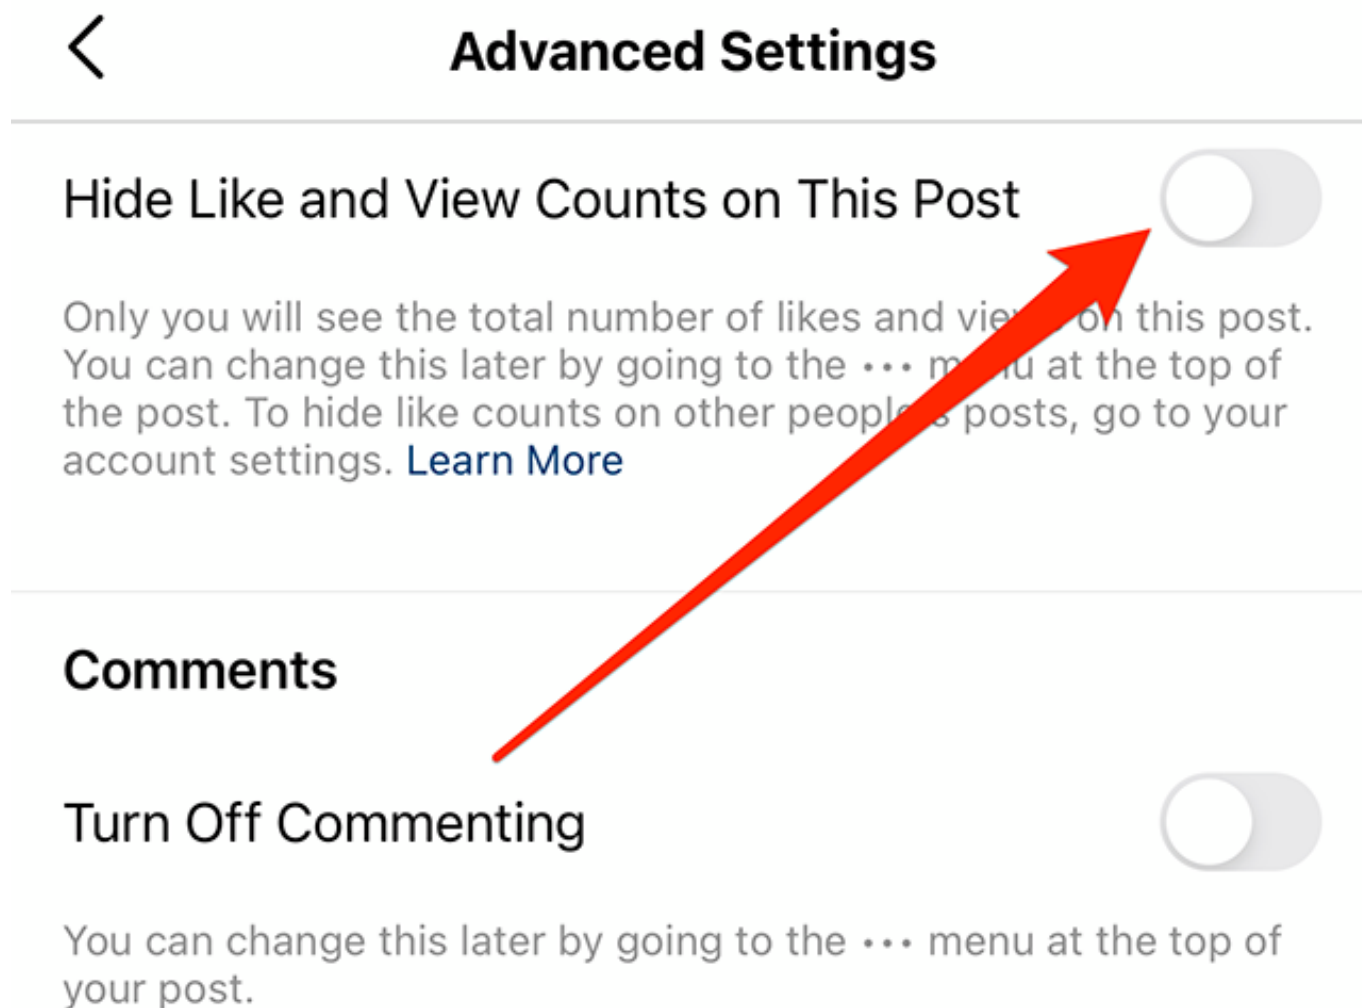 Advanced Settings
Hide Like and View Counts on This Post
Only you will see the total number of likes and on this post.
You can change this later by going to the ••• at the top of
the post. To hide like counts on other people's posts, go to your
account settings. Learn More
Comments
Turn Off Commenting
You can change this later by going to the ••• menu at the top of
your post.